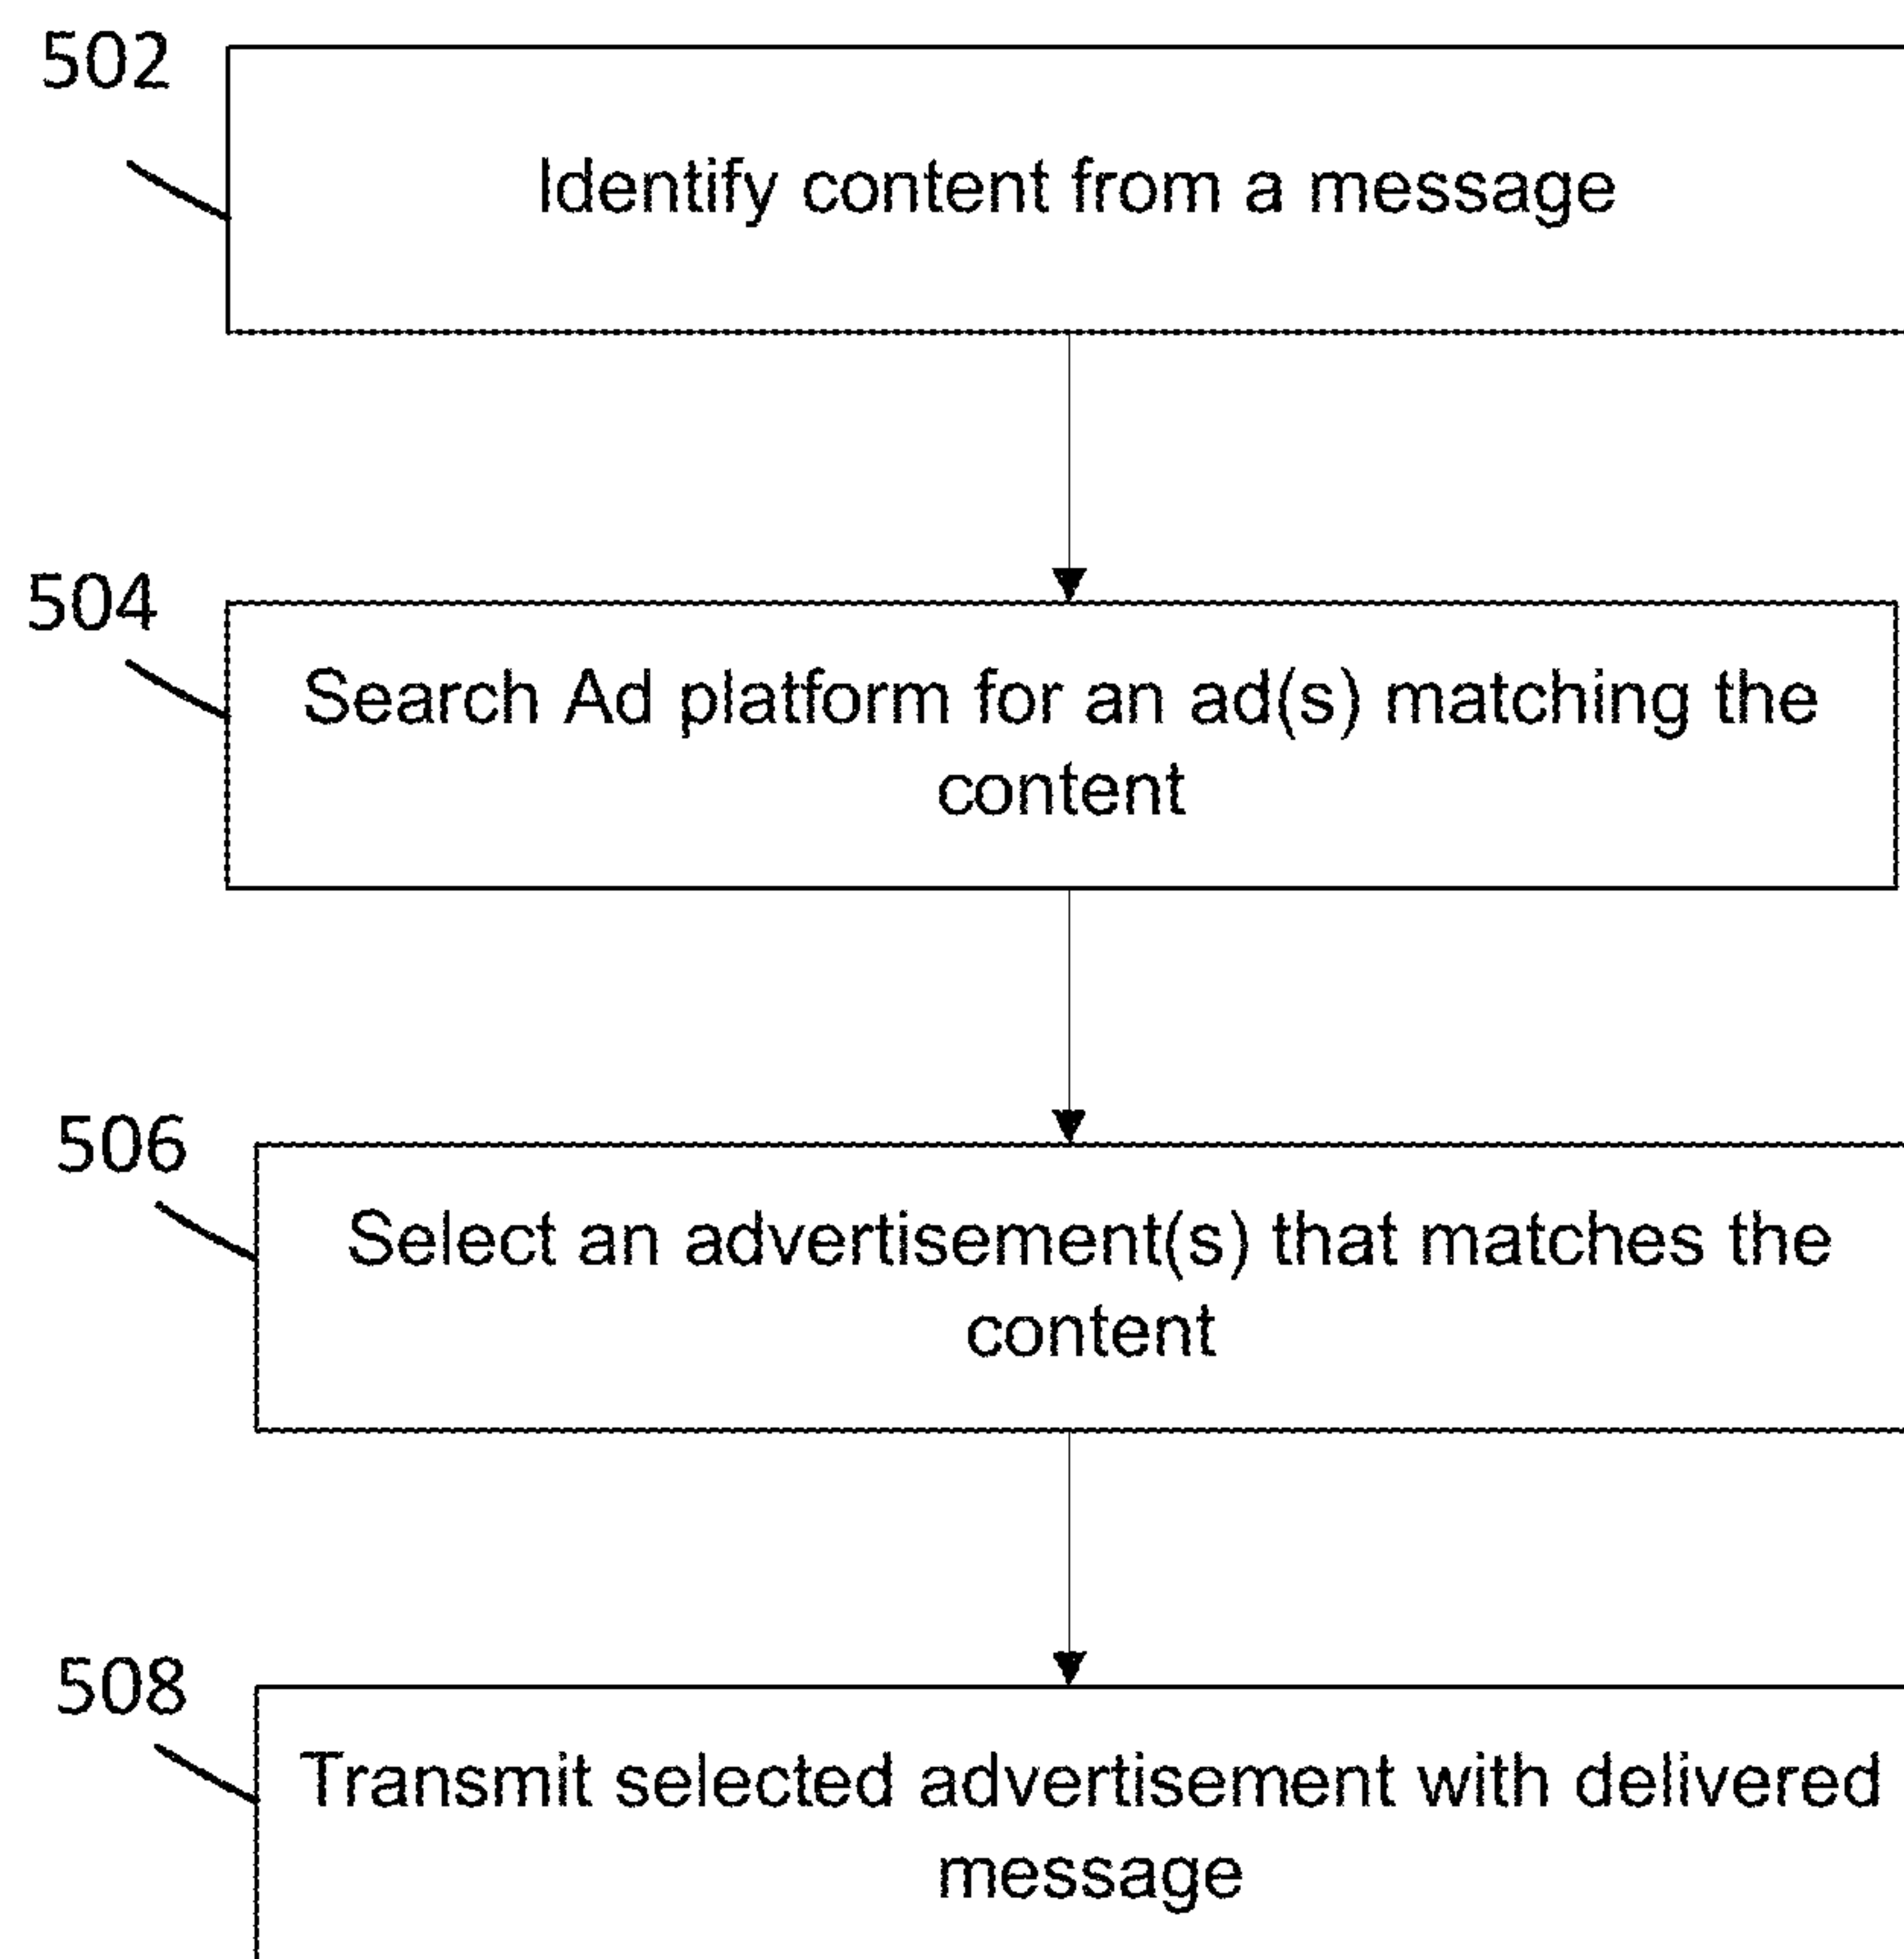 502
Identify content from a message
504
Search Ad platform for an ad(s) matching the
content
506
Select an advertisement(s) that matches the
content
508
Transmit selected advertisement with delivered
message